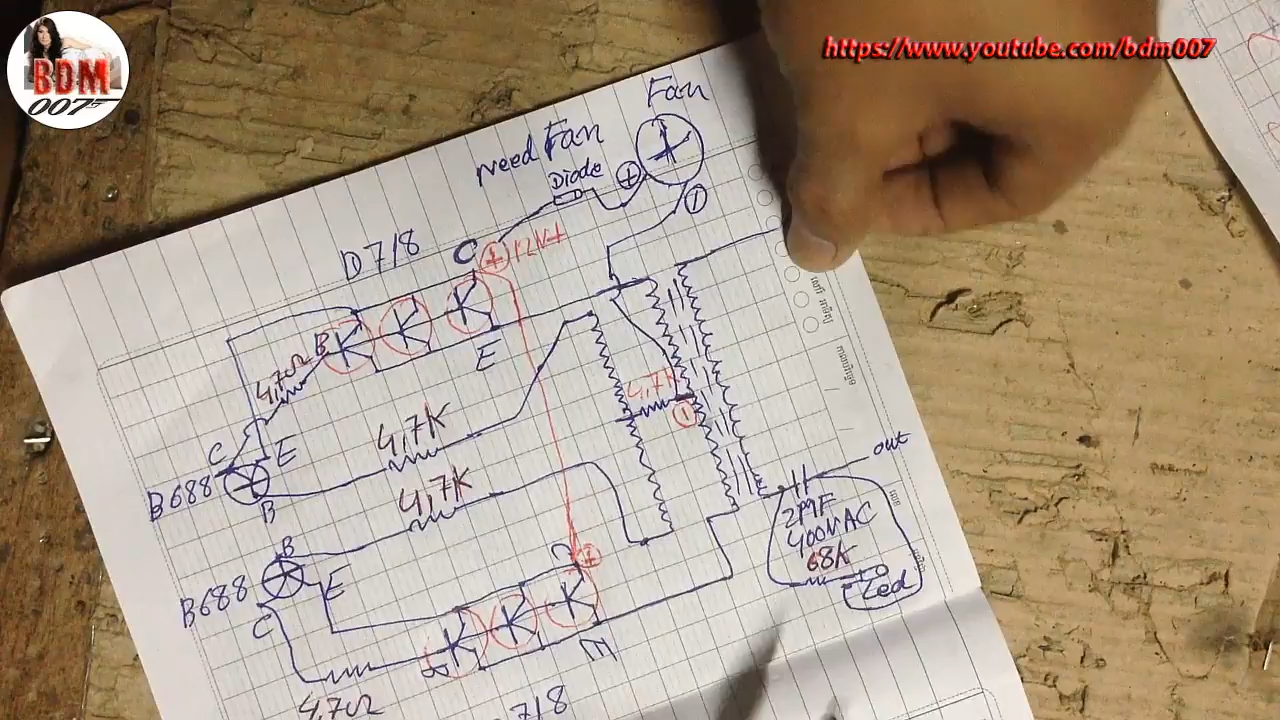 BDM
007
https://www.youtube.com/bdm007
Fan
need Fan
Diode
+
D718
C
+ 12V+
B
E
4,7Ω
4,7K
C
E
B688
B
4,7K
4,7K
out
2MF
400VAC
68K
Led
B
B688
E
C
C
+
B
E
4,7Ω
718